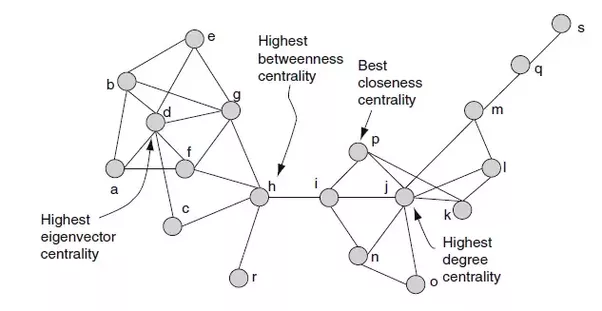 s
e
Highest
betweenness
centrality
Best
closeness
centrality
q
b
g
m
d
p
f
l
a
h
i
j
k
c
Highest
eigenvector
centrality
Highest
degree
centrality
n
r
o